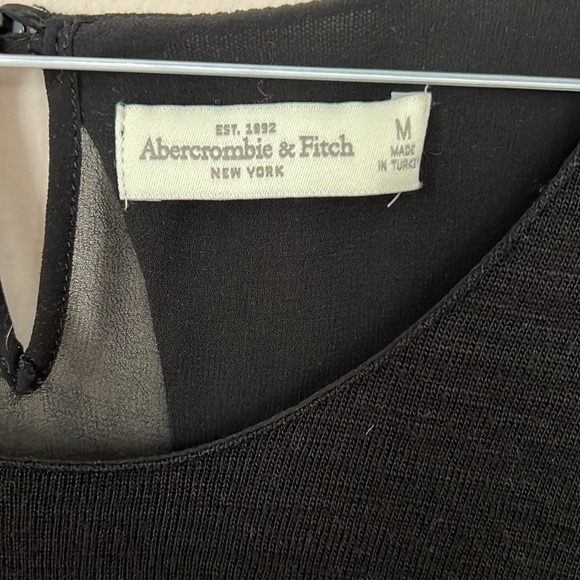 EST. 1892
Abercrombie & Fitch
NEW YORK
M
MADE
IN TURKEY